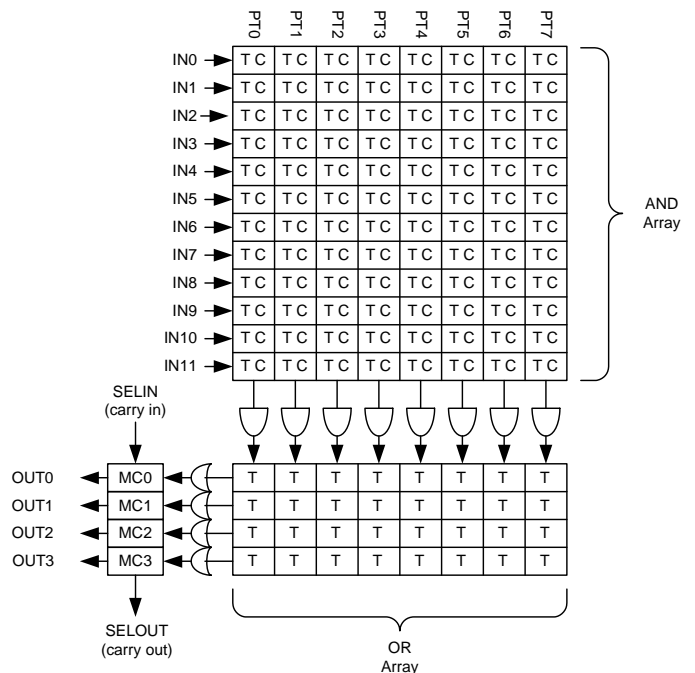 PT0 PT1 PT2 PT3 PT4 PT5 PT6 PT7
IN0 T C T C T C T C T C T C T C T C
IN1 T C T C T C T C T C T C T C T C
IN2 T C T C T C T C T C T C T C T C
IN3 T C T C T C T C T C T C T C T C
IN4 T C T C T C T C T C T C T C T C
IN5 T C T C T C T C T C T C T C T C
IN6 T C T C T C T C T C T C T C T C
IN7 T C T C T C T C T C T C T C T C
IN8 T C T C T C T C T C T C T C T C
IN9 T C T C T C T C T C T C T C T C
IN10 T C T C T C T C T C T C T C T C
IN11 T C T C T C T C T C T C T C T C
AND
Array
SELIN
(carry in)
OUT0 MC0 T T T T T T T T
OUT1 MC1 T T T T T T T T
OUT2 MC2 T T T T T T T T
OUT3 MC3 T T T T T T T T
SELOUT
(carry out)
OR
Array